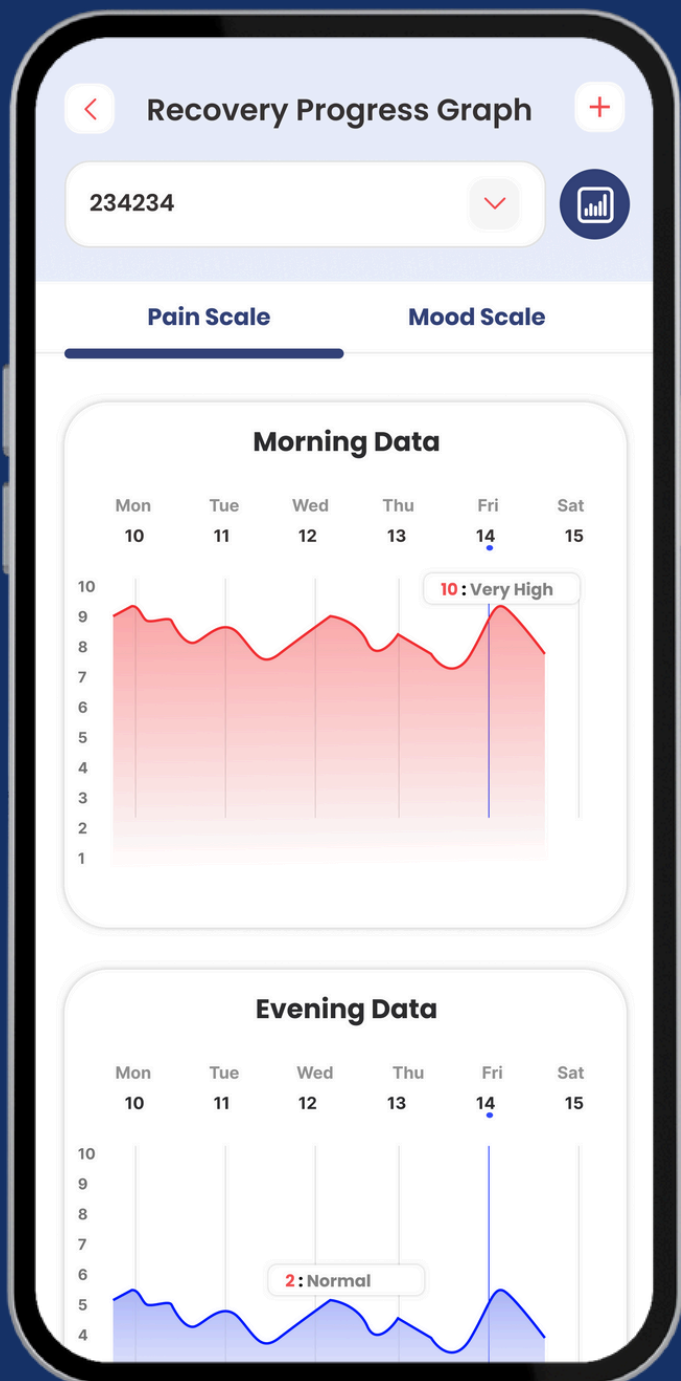 Recovery Progress Graph
234234
Pain Scale Mood Scale
Morning Data
Mon Tue Wed Thu Fri Sat
10 11 12 13 14 15
10 : Very High
10
9
8
7
6
5
4
3
2
1
Evening Data
Mon Tue Wed Thu Fri Sat
10 11 12 13 14 15
10
9
8
7
2 : Normal
6
5
4